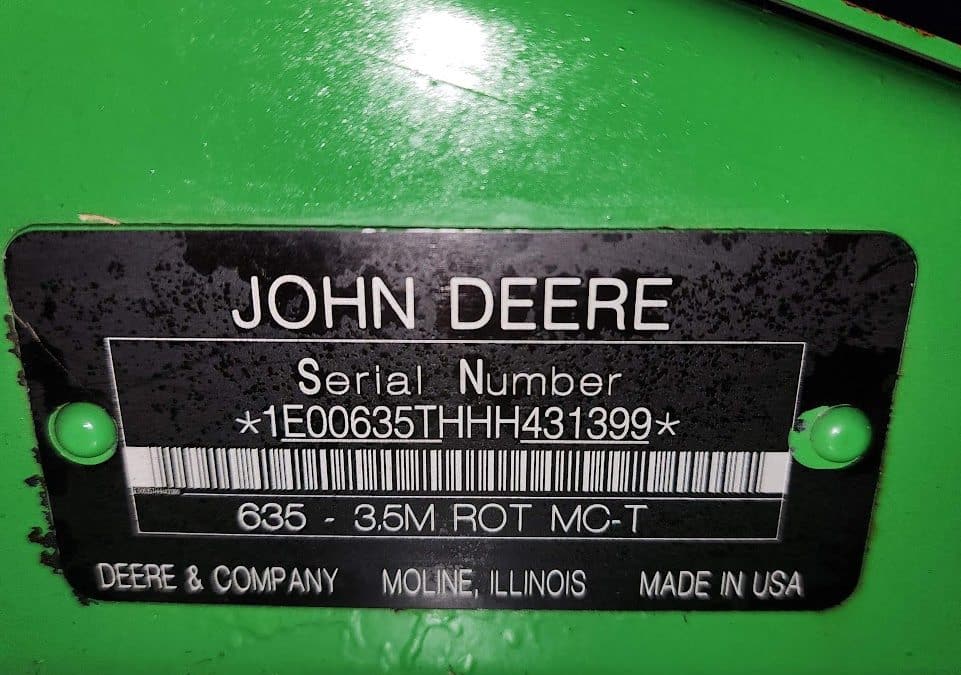 JOHN DEERE
Serial Number
*1E00635THHH431399*
635 - 3.5M ROT MC-T
DEERE & COMPANY MOLINE, ILLINOIS MADE IN USA